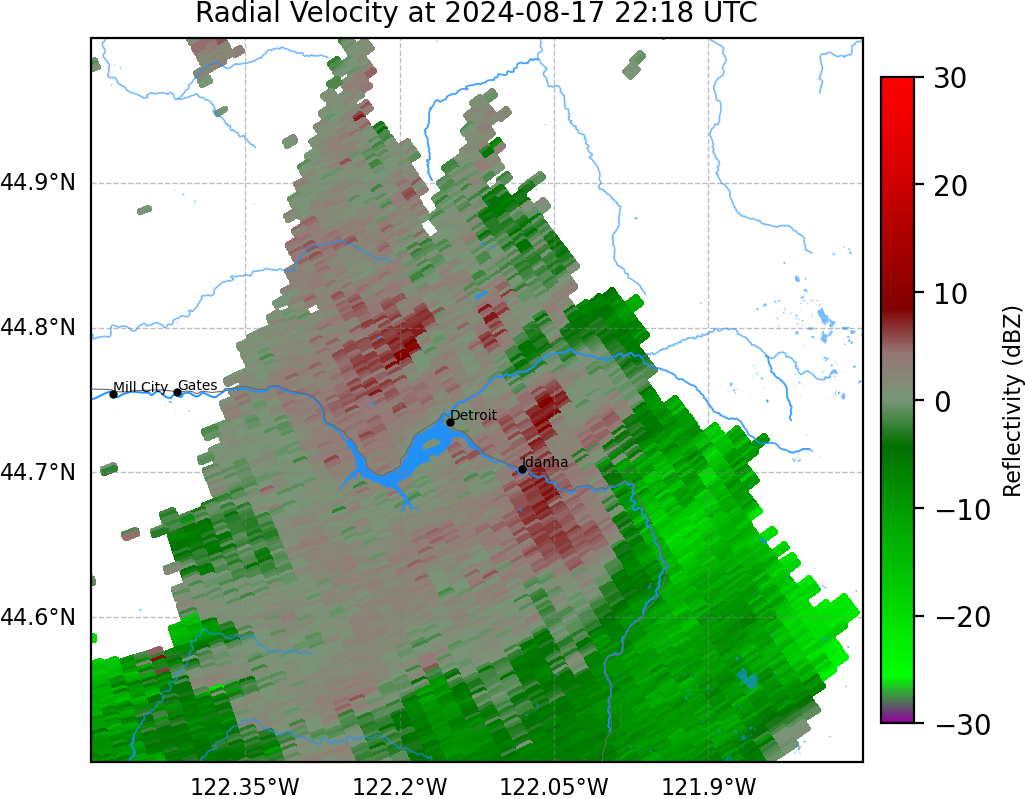 Radial Velocity at 2024-08-17 22:18 UTC
44.9°N
44.8°N
44.7°N
44.6°N
Mill City
Gates
Detroit
Idanha
122.35°W
122.2°W
122.05°W
121.9°W
30
20
10
0
−10
−20
−30
Reflectivity (dBZ)